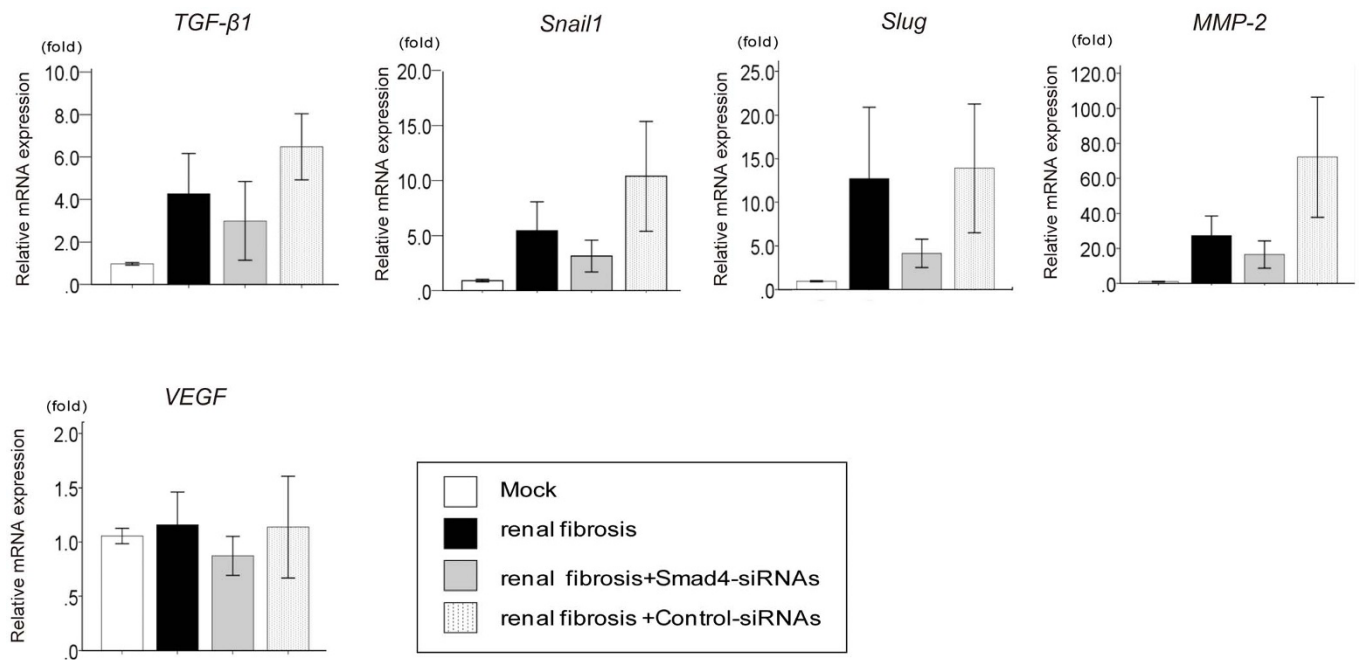 TGF-β1
(fold)
Relative mRNA expression
10.0
8.0
6.0
4.0
2.0
.0
Snail1
(fold)
Relative mRNA expression
20.0
15.0
10.0
5.0
.0
Slug
(fold)
Relative mRNA expression
25.0
20.0
15.0
10.0
5.0
.0
MMP-2
(fold)
Relative mRNA expression
120.0
100.0
80.0
60.0
40.0
20.0
.0
VEGF
(fold)
Relative mRNA expression
2.0
1.5
1.0
.5
.0
Mock
renal fibrosis
renal fibrosis+Smad4-siRNAs
renal fibrosis +Control-siRNAs